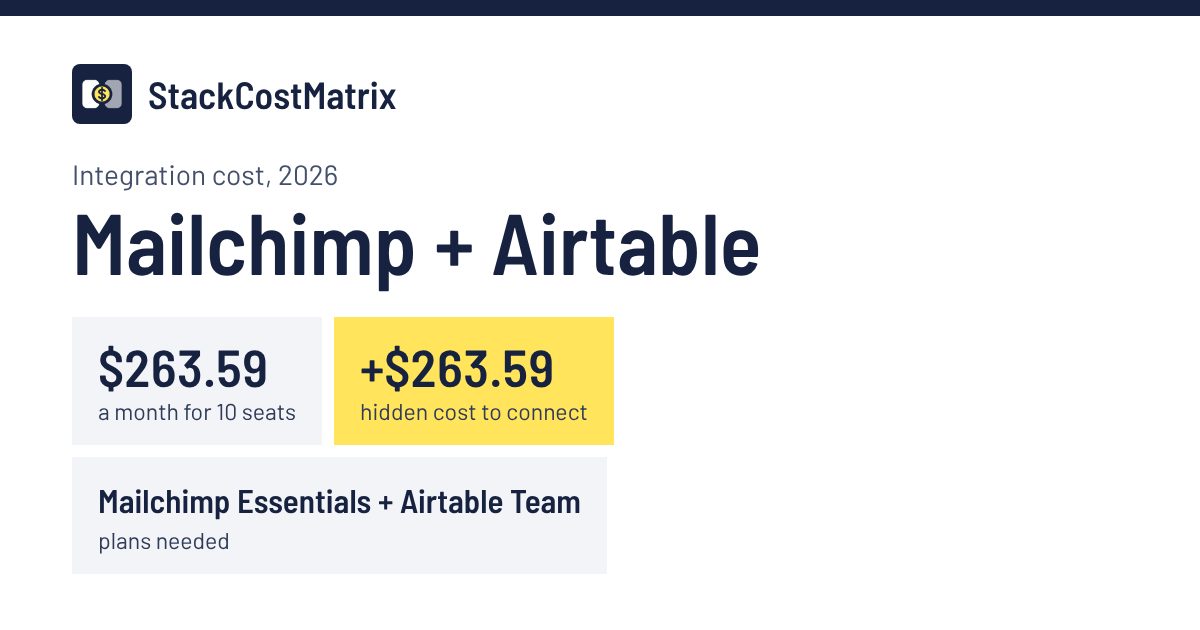 StackCostMatrix
Integration cost, 2026
Mailchimp + Airtable
$263.59
a month for 10 seats
+$263.59
hidden cost to connect
Mailchimp Essentials + Airtable Team
plans needed